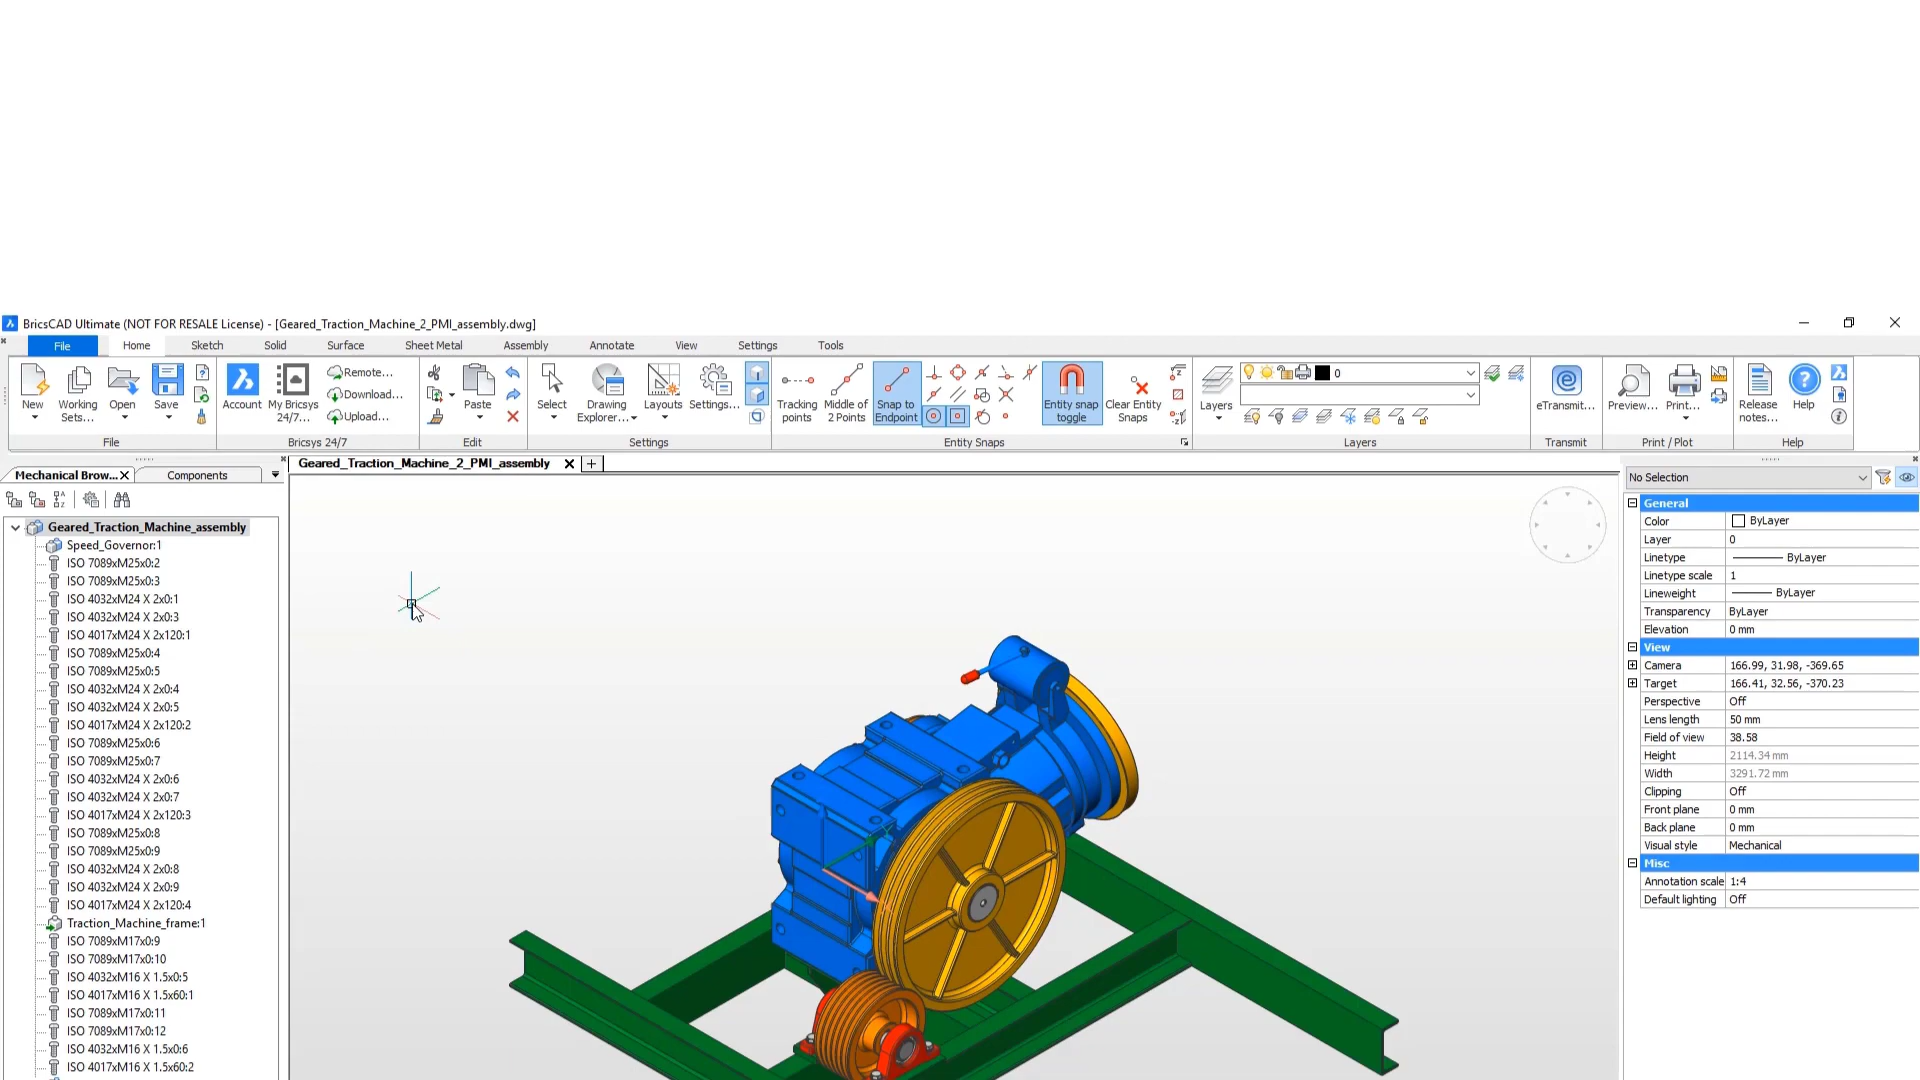 BricsCAD Ultimate (NOT FOR RESALE License) - [Geared_Traction_Machine_2_PMI_assembly.dwg]
File Home Sketch Solid Surface Sheet Metal Assembly Annotate View Settings Tools
New
Working Sets...
Open
Save
File
Account
My Bricsys 24/7...
Remote...
Download...
Upload...
Bricsys 24/7
Paste
Edit
Select
Drawing Explorer...
Layouts
Settings...
Settings
Tracking points
Middle of 2 Points
Snap to Endpoint
Entity snap toggle
Clear Entity Snaps
Entity Snaps
Layers
0
Layers
eTransmit...
Transmit
Preview...
Print...
Print / Plot
Release notes...
Help
Help
Mechanical Brow... Components
Geared_Traction_Machine_2_PMI_assembly
Geared_Traction_Machine_assembly
Speed_Governor:1
ISO 7089xM25x0:2
ISO 7089xM25x0:3
ISO 4032xM24 X 2x0:1
ISO 4032xM24 X 2x0:3
ISO 4017xM24 X 2x120:1
ISO 7089xM25x0:4
ISO 7089xM25x0:5
ISO 4032xM24 X 2x0:4
ISO 4032xM24 X 2x0:5
ISO 4017xM24 X 2x120:2
ISO 7089xM25x0:6
ISO 7089xM25x0:7
ISO 4032xM24 X 2x0:6
ISO 4032xM24 X 2x0:7
ISO 4017xM24 X 2x120:3
ISO 7089xM25x0:8
ISO 7089xM25x0:9
ISO 4032xM24 X 2x0:8
ISO 4032xM24 X 2x0:9
ISO 4017xM24 X 2x120:4
Traction_Machine_frame:1
ISO 7089xM17x0:9
ISO 7089xM17x0:10
ISO 4032xM16 X 1.5x0:5
ISO 4017xM16 X 1.5x60:1
ISO 7089xM17x0:11
ISO 7089xM17x0:12
ISO 4032xM16 X 1.5x0:6
ISO 4017xM16 X 1.5x60:2
No Selection
General
Color ByLayer
Layer 0
Linetype ByLayer
Linetype scale 1
Lineweight ByLayer
Transparency ByLayer
Elevation 0 mm
View
Camera 166.99, 31.98, -369.65
Target 166.41, 32.56, -370.23
Perspective Off
Lens length 50 mm
Field of view 38.58
Height 2114.34 mm
Width 3291.72 mm
Clipping Off
Front plane 0 mm
Back plane 0 mm
Visual style Mechanical
Misc
Annotation scale 1:4
Default lighting Off